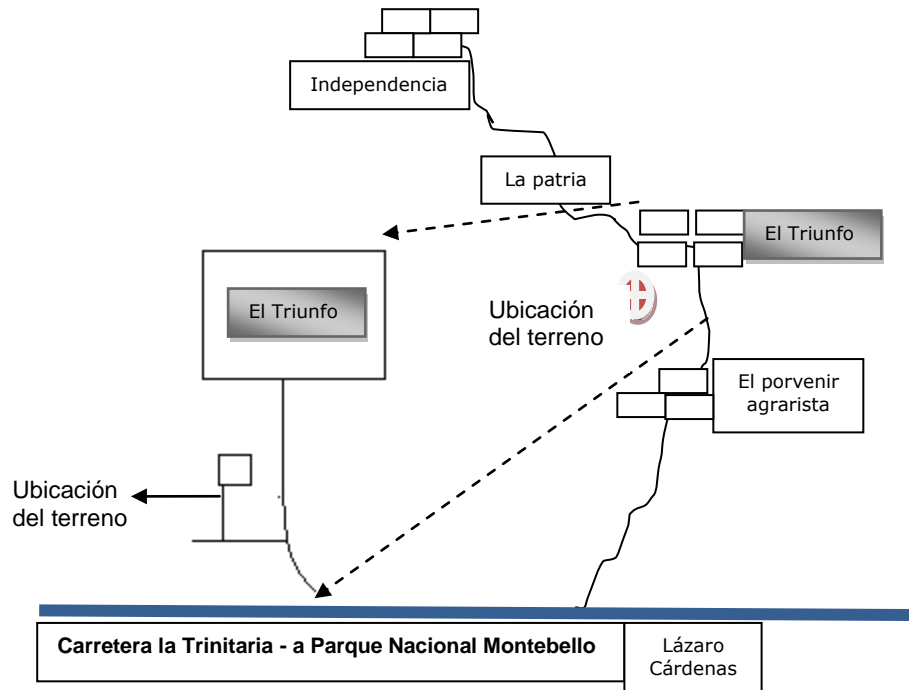 Independencia
La patria
El Triunfo
El Triunfo
Ubicación
del terreno
El porvenir
agrarista
Ubicación
del terreno
Carretera la Trinitaria - a Parque Nacional Montebello
Lázaro
Cárdenas